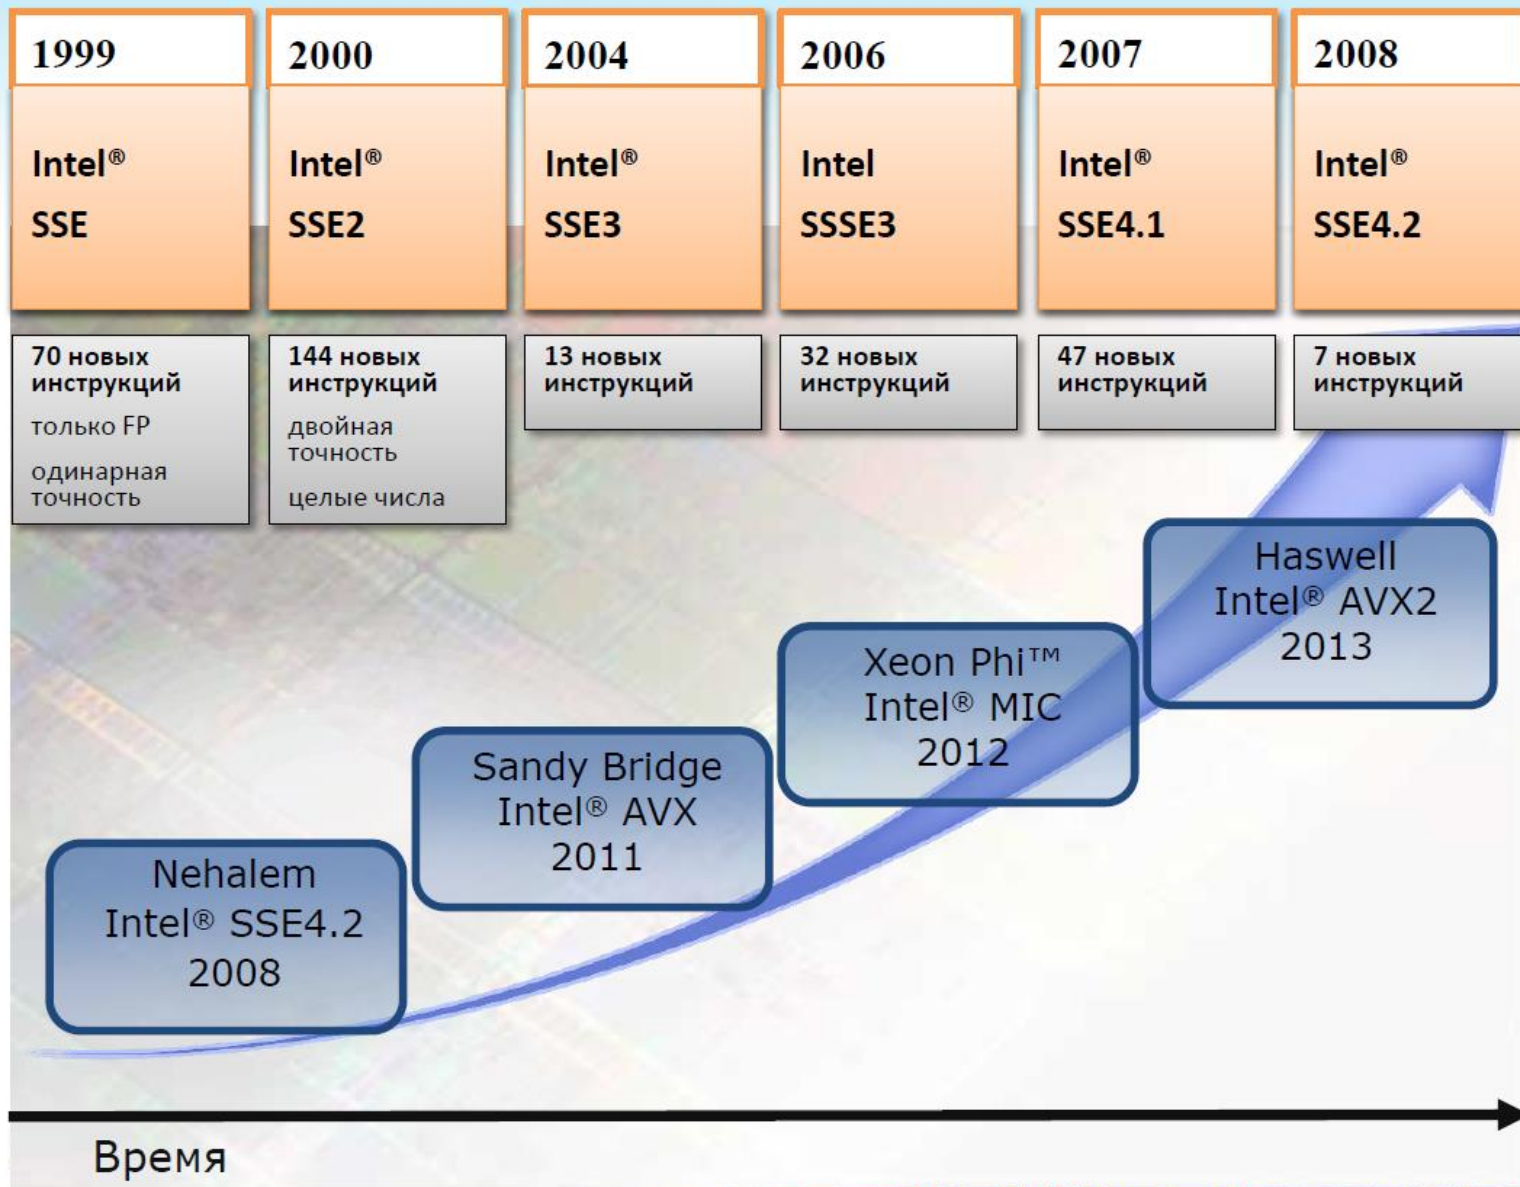 1999
Intel®
SSE
70 новых
инструкций
только FP
одинарная
точность
2000
Intel®
SSE2
144 новых
инструкций
двойная
точность
целые числа
2004
Intel®
SSE3
13 новых
инструкций
2006
Intel
SSSE3
32 новых
инструкций
2007
Intel®
SSE4.1
47 новых
инструкций
2008
Intel®
SSE4.2
7 новых
инструкций
Nehalem
Intel® SSE4.2
2008
Sandy Bridge
Intel® AVX
2011
Xeon Phi™
Intel® MIC
2012
Haswell
Intel® AVX2
2013
Время